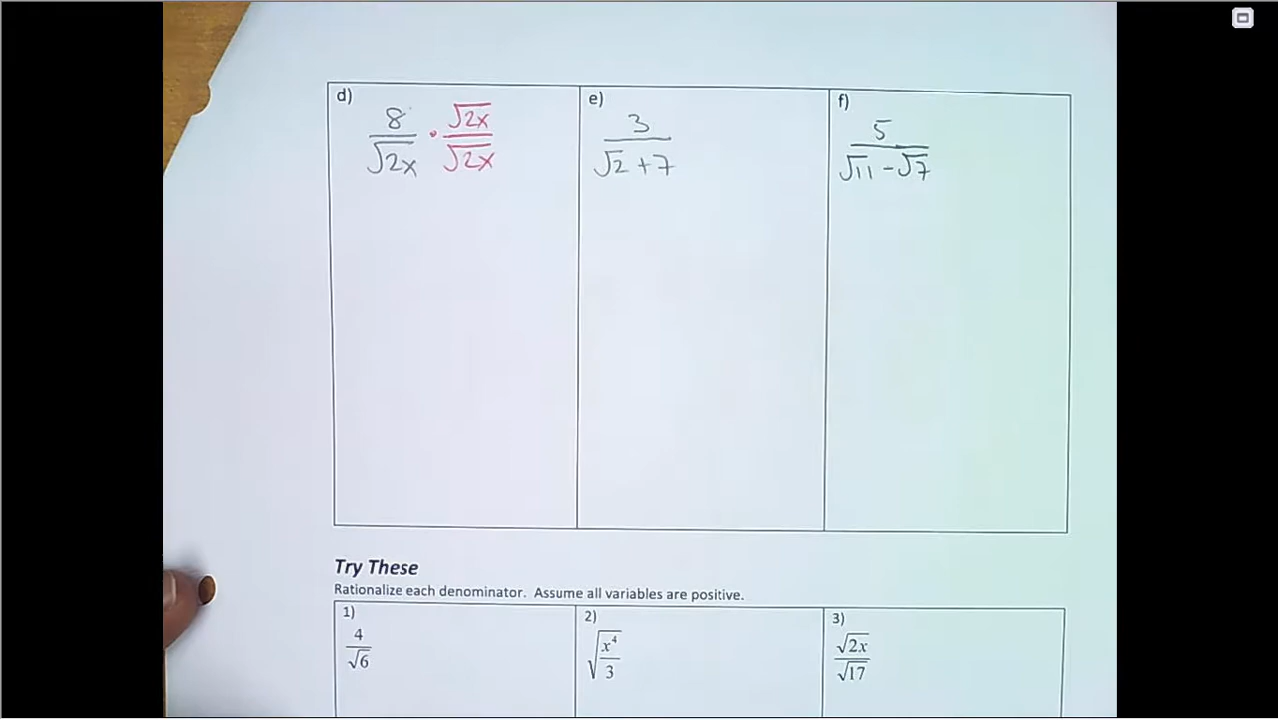 d)
8/√2x · √2x/√2x
e)
3/(√2 + 7)
f)
5/(√11 - √7)
Try These
Rationalize each denominator. Assume all variables are positive.
1)
4/√6
2)
√(x⁴/3)
3)
√2x/√17